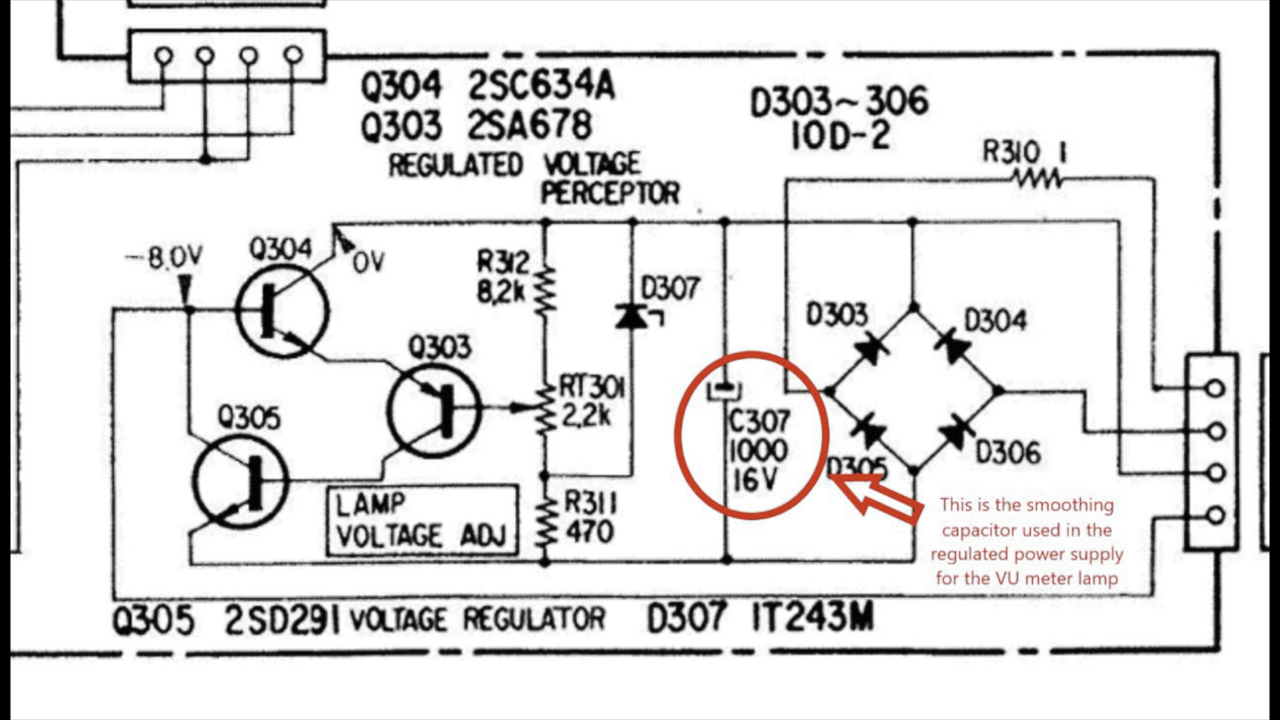 Q304 2SC634A
Q303 2SA678
REGULATED VOLTAGE
PERCEPTOR
D303~306
10D-2
R310 1
-8.0V
Q304
0V
R312
8,2k
D307
D303
D304
Q303
RT301
2,2k
Q305
C307
1000
16V
D305
D306
LAMP
VOLTAGE ADJ
R311
470
This is the smoothing
capacitor used in the
regulated power supply
for the VU meter lamp
Q305 2SD291 VOLTAGE REGULATOR D307 1T243M